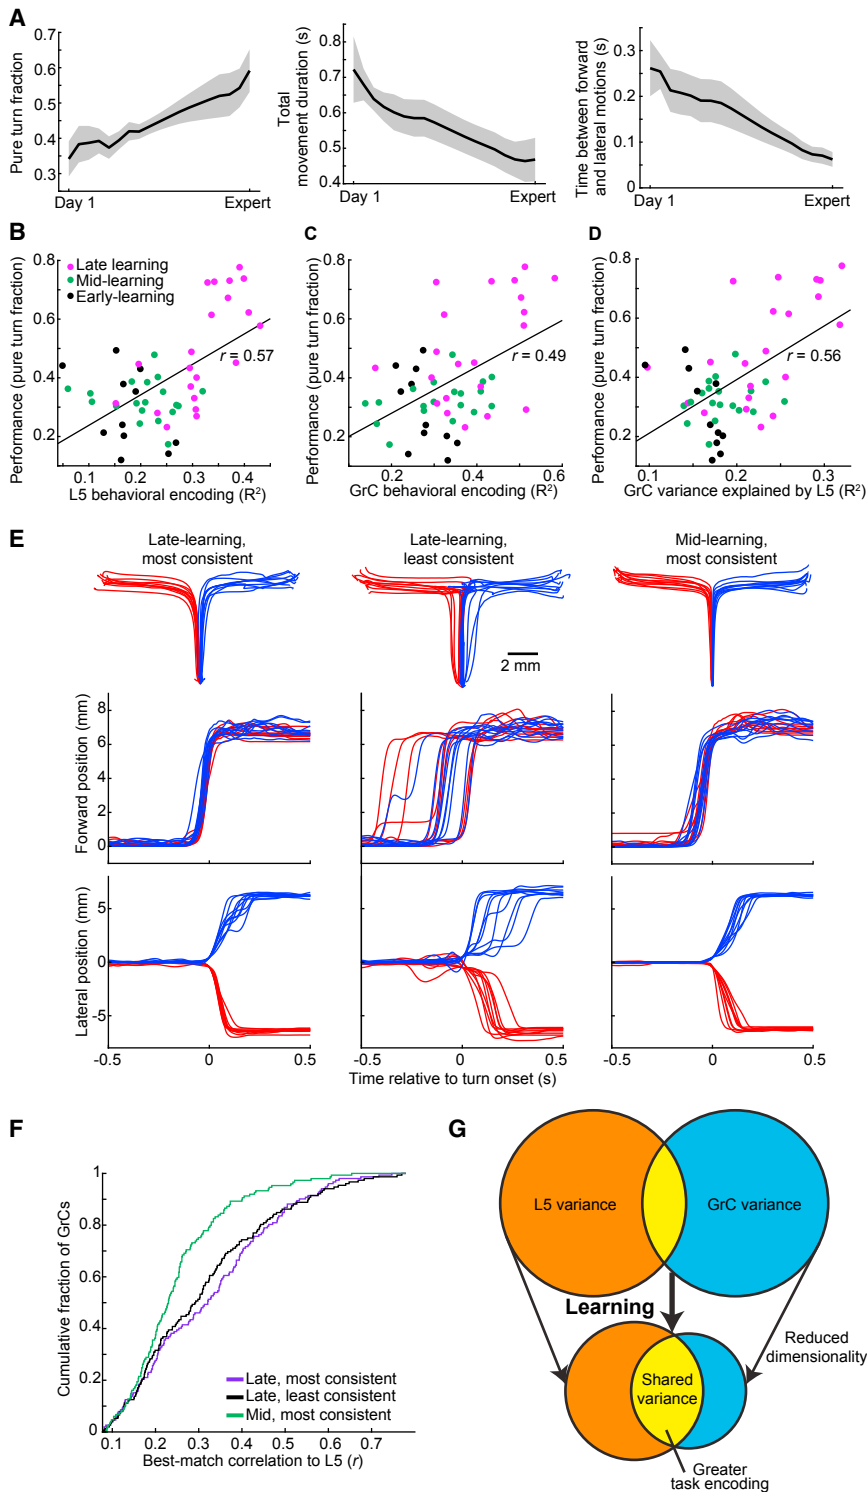 A
Pure turn fraction
0.7
0.6
0.5
0.4
0.3
Day 1
Expert
Total
movement duration (s)
0.9
0.8
0.7
0.6
0.5
0.4
Day 1
Expert
Time between forward
and lateral motions (s)
0.3
0.2
0.1
0
Day 1
Expert
B
Performance (pure turn fraction)
0.8
0.6
0.4
0.2
Late learning
Mid-learning
Early-learning
r = 0.57
0.1
0.2
0.3
0.4
L5 behavioral encoding (R²)
C
Performance (pure turn fraction)
0.8
0.6
0.4
0.2
r = 0.49
0
0.2
0.4
0.6
GrC behavioral encoding (R²)
D
Performance (pure turn fraction)
0.8
0.6
0.4
0.2
r = 0.56
0.1
0.2
0.3
GrC variance explained by L5 (R²)
E
Late-learning,
most consistent
Late-learning,
least consistent
Mid-learning,
most consistent
2 mm
Forward position (mm)
8
6
4
2
0
Lateral position (mm)
5
0
-5
-0.5
0
0.5
-0.5
0
0.5
-0.5
0
0.5
Time relative to turn onset (s)
F
Cumulative fraction of GrCs
1
0.8
0.6
0.4
0.2
0
Late, most consistent
Late, least consistent
Mid, most consistent
0.1
0.2
0.3
0.4
0.5
0.6
0.7
Best-match correlation to L5 (r)
G
L5 variance
GrC variance
Learning
Reduced
dimensionality
Shared
variance
Greater
task encoding